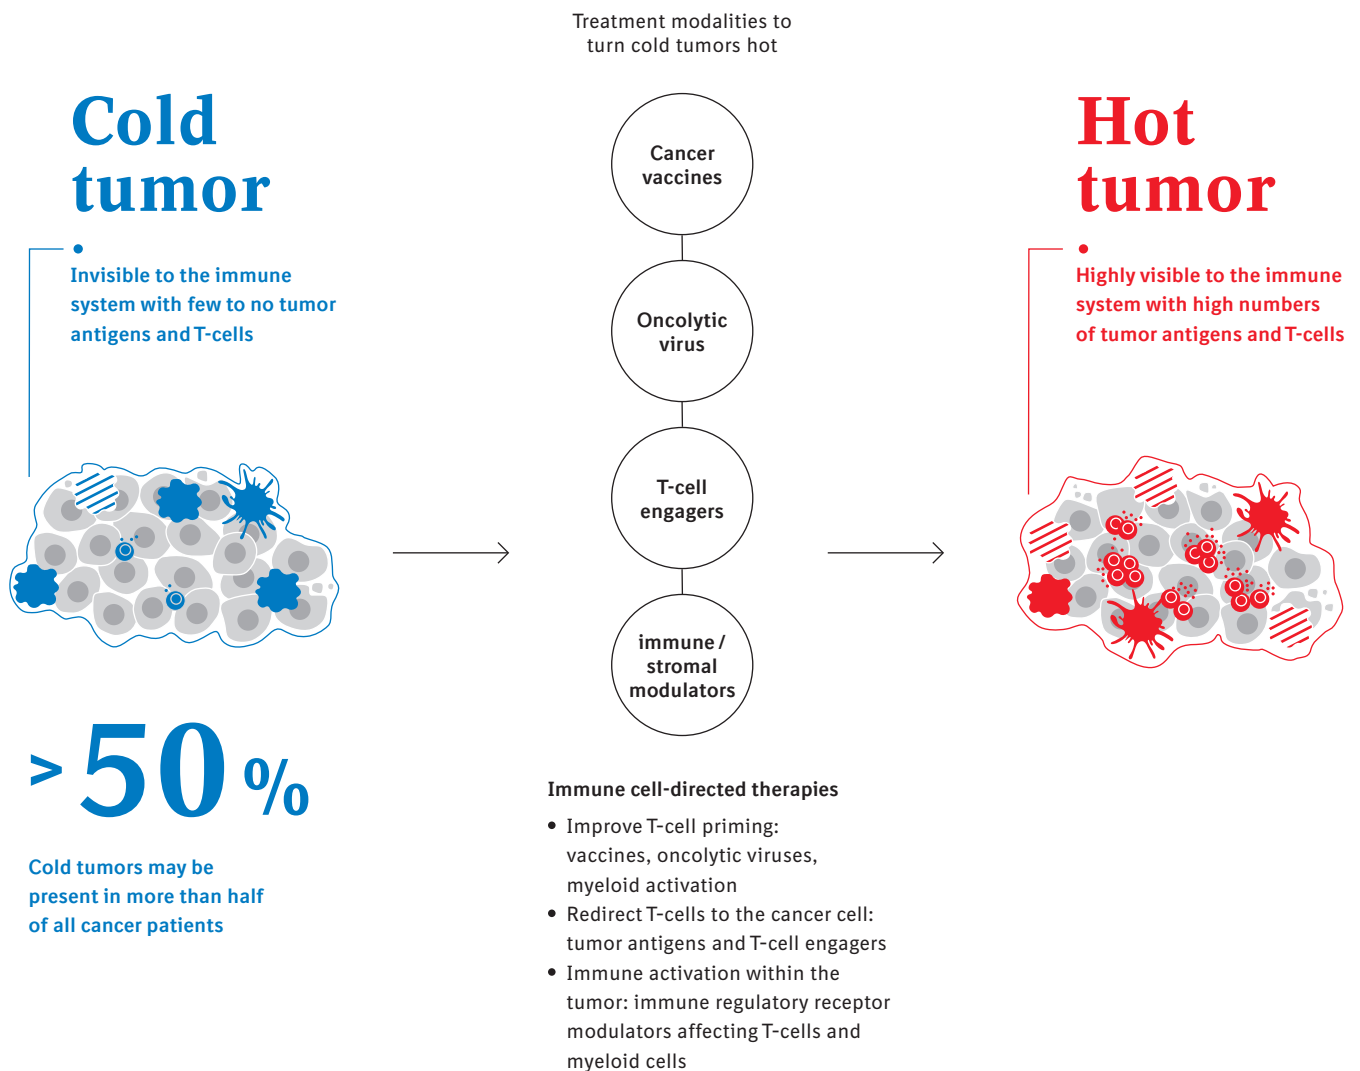 Treatment modalities to
turn cold tumors hot
Cold
tumor
Invisible to the immune
system with few to no tumor
antigens and T-cells
>50 %
Cold tumors may be
present in more than half
of all cancer patients
Cancer
vaccines
Oncolytic
virus
T-cell
engagers
immune /
stromal
modulators
Immune cell-directed therapies
• Improve T-cell priming:
vaccines, oncolytic viruses,
myeloid activation
• Redirect T-cells to the cancer cell:
tumor antigens and T-cell engagers
• Immune activation within the
tumor: immune regulatory receptor
modulators affecting T-cells and
myeloid cells
Hot
tumor
Highly visible to the immune
system with high numbers
of tumor antigens and T-cells